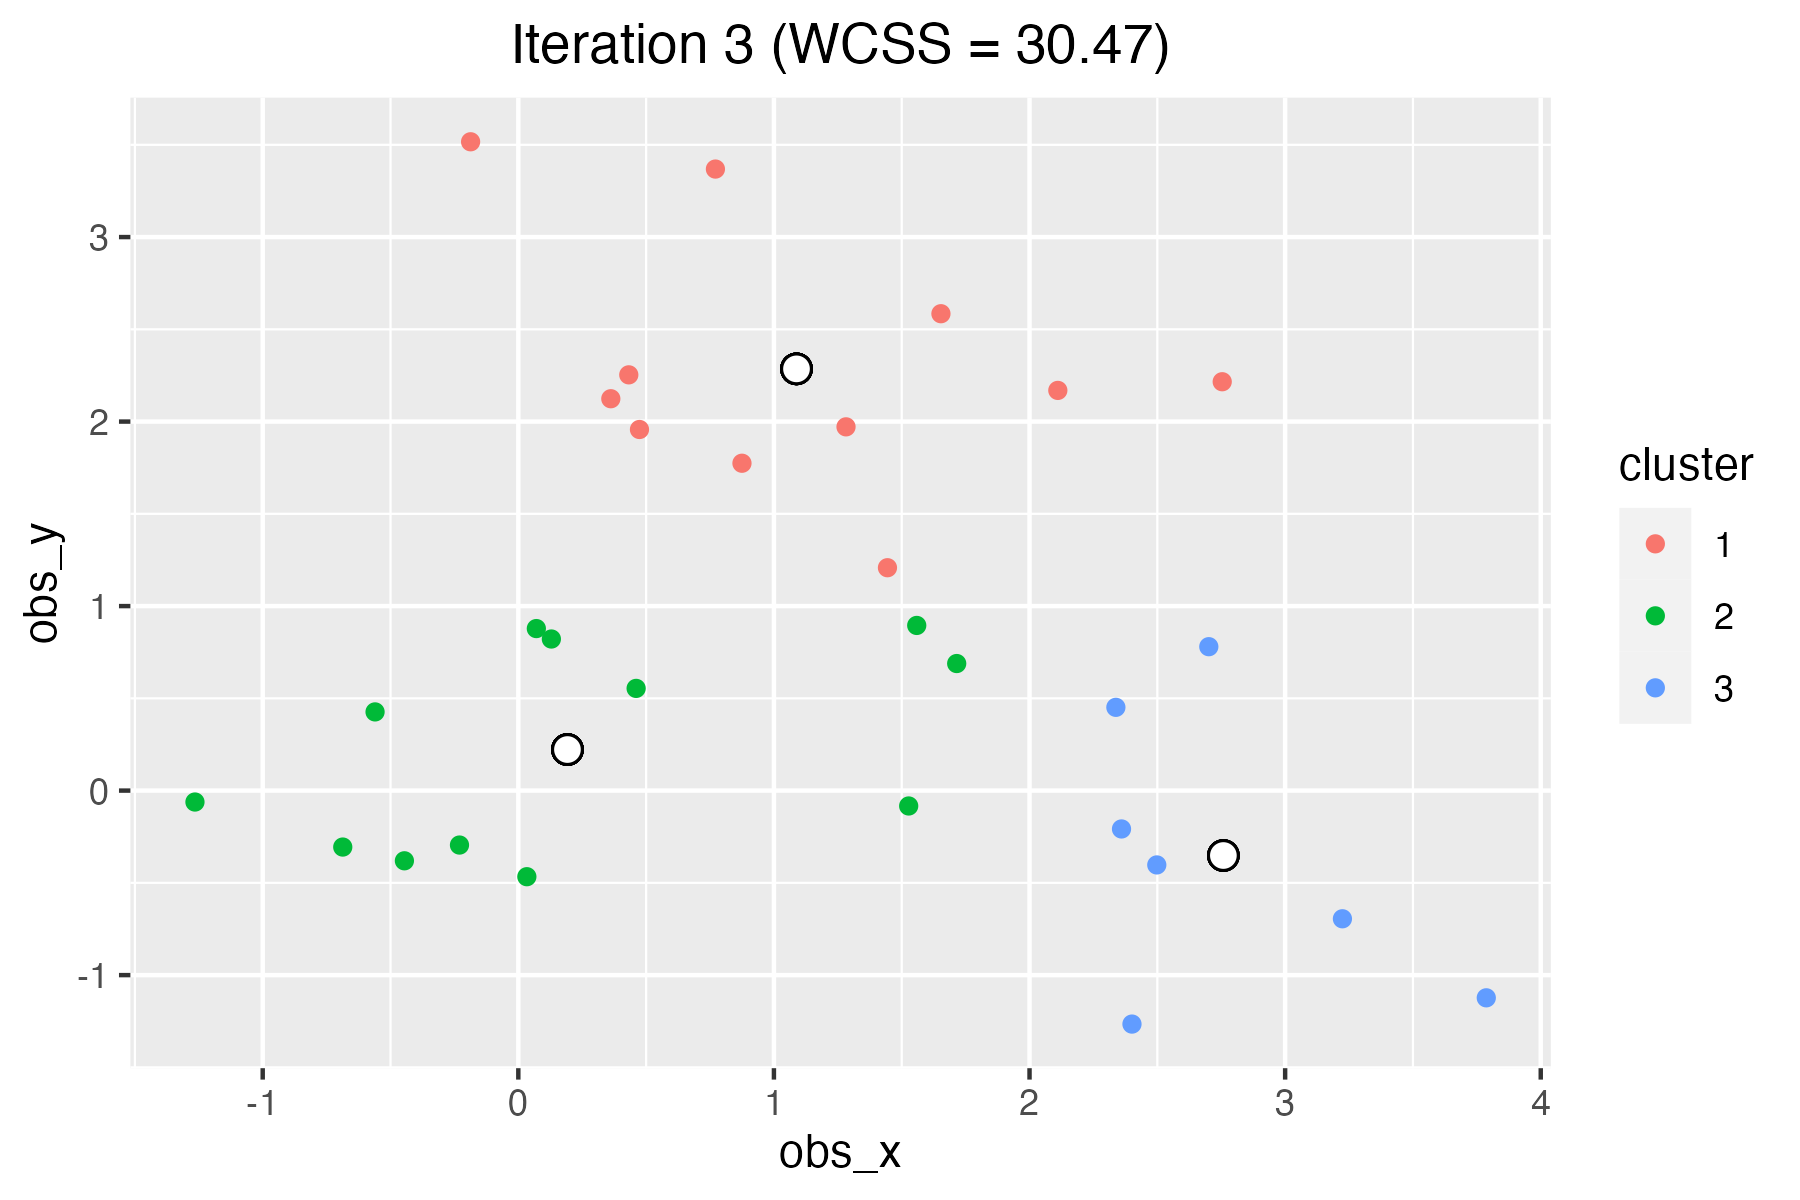 Iteration 3 (WCSS = 30.47)
obs_y
3
2
1
0
-1
-1 0 1 2 3 4
obs_x
cluster
1
2
3